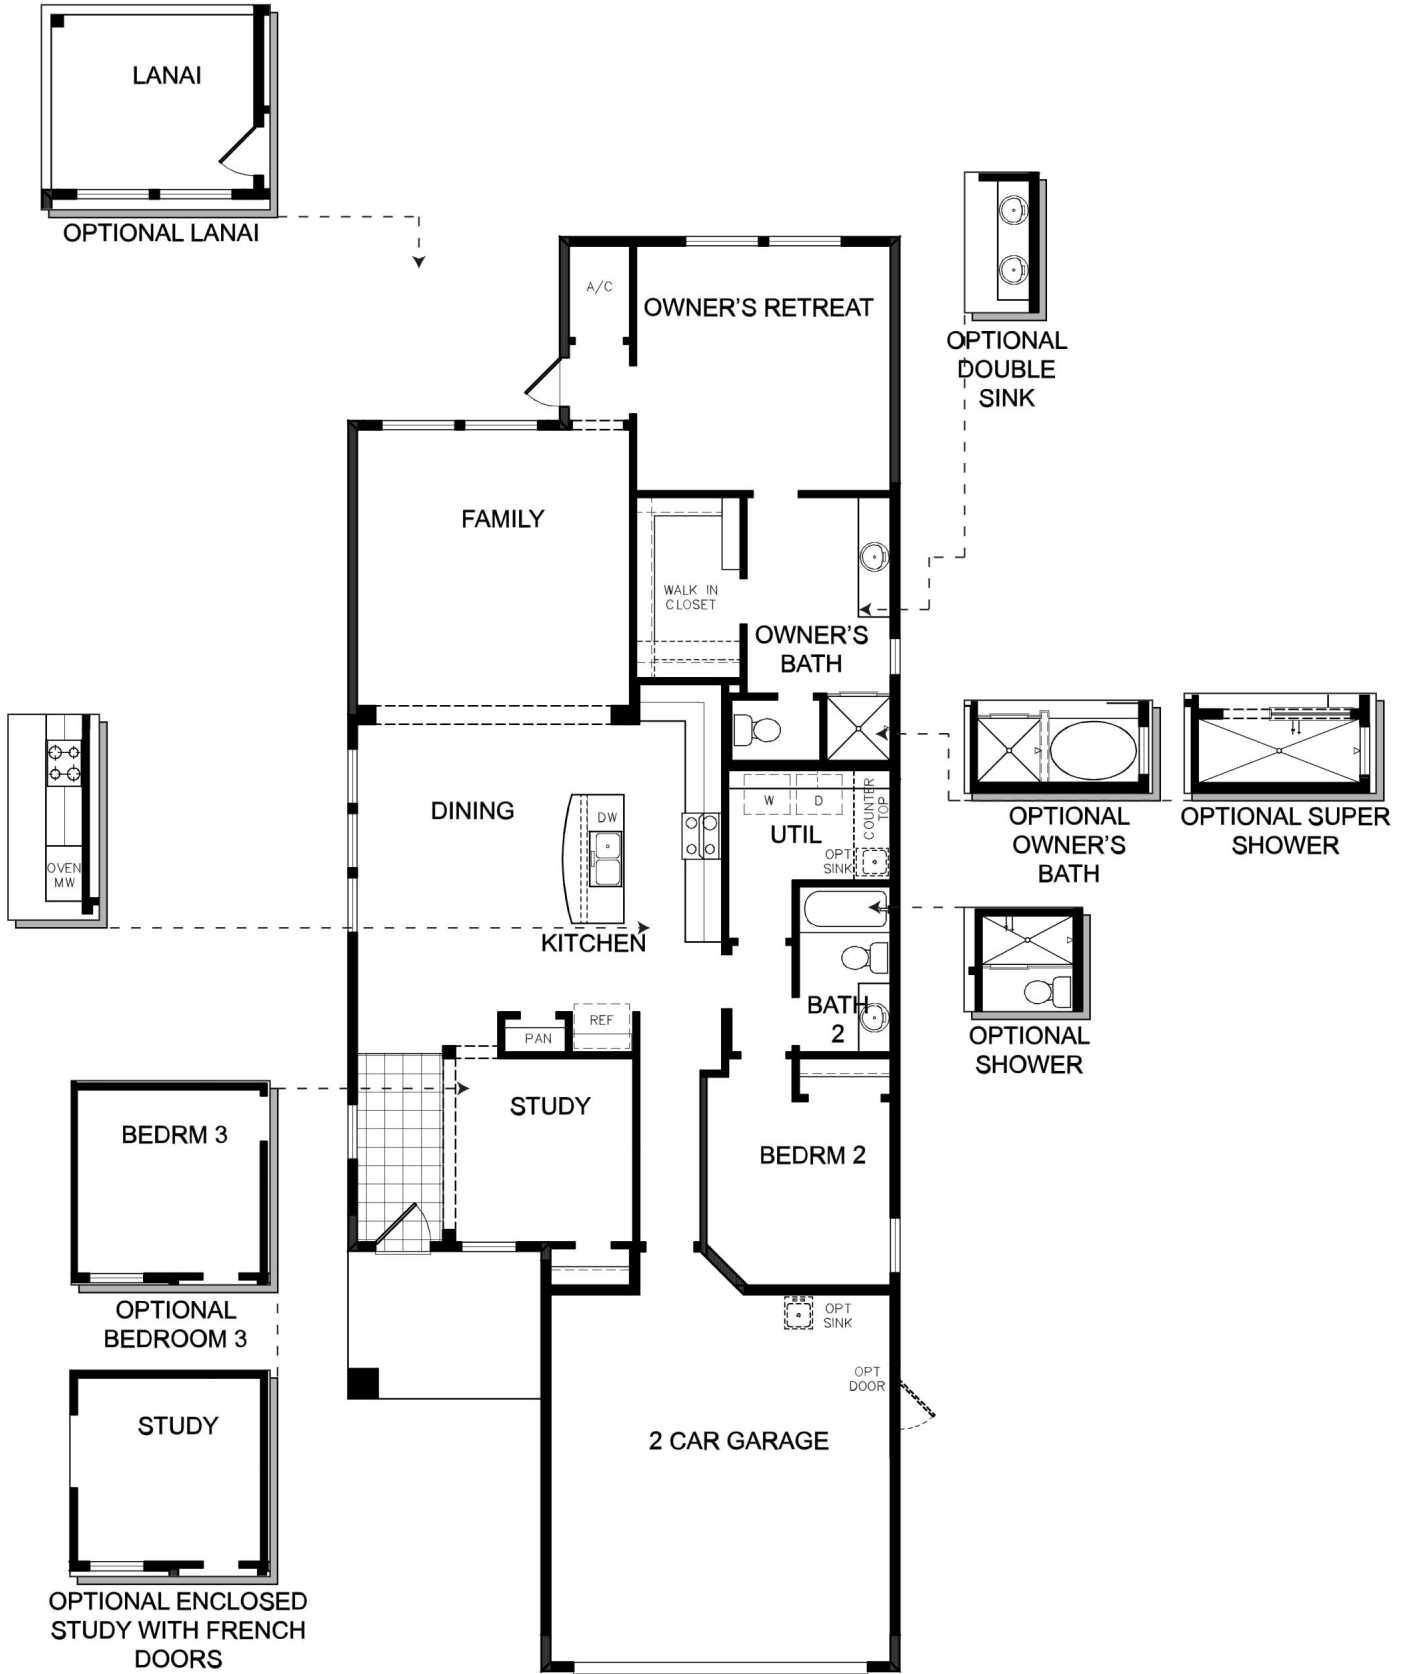 LANAI
OPTIONAL LANAI
A/C
OWNER'S RETREAT
OPTIONAL
DOUBLE
SINK
FAMILY
WALK IN
CLOSET
OWNER'S
BATH
OVEN
MW
DINING
DW
KITCHEN
W
D
COUNTER
TOP
UTIL
OPT
SINK
OPTIONAL
OWNER'S
BATH
OPTIONAL SUPER
SHOWER
BATH
2
OPTIONAL
SHOWER
PAN
REF
STUDY
BEDRM 2
BEDRM 3
OPTIONAL
BEDROOM 3
OPT
SINK
OPT
DOOR
2 CAR GARAGE
STUDY
OPTIONAL ENCLOSED
STUDY WITH FRENCH
DOORS